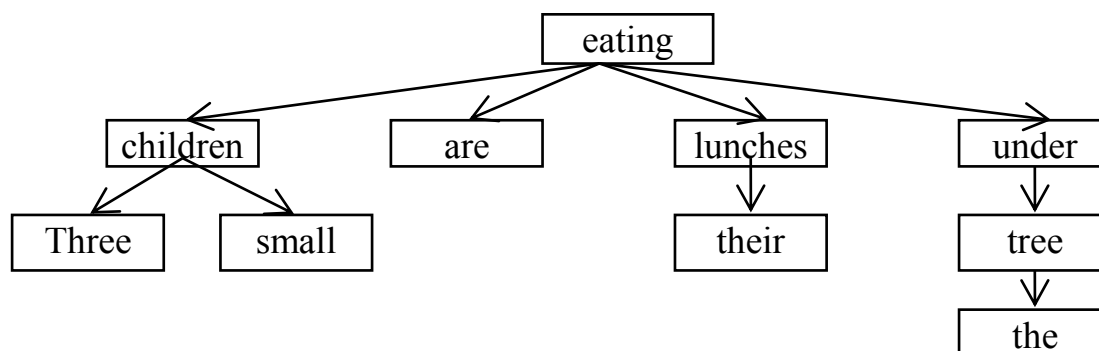 eating
children are lunches under
Three small their tree
the